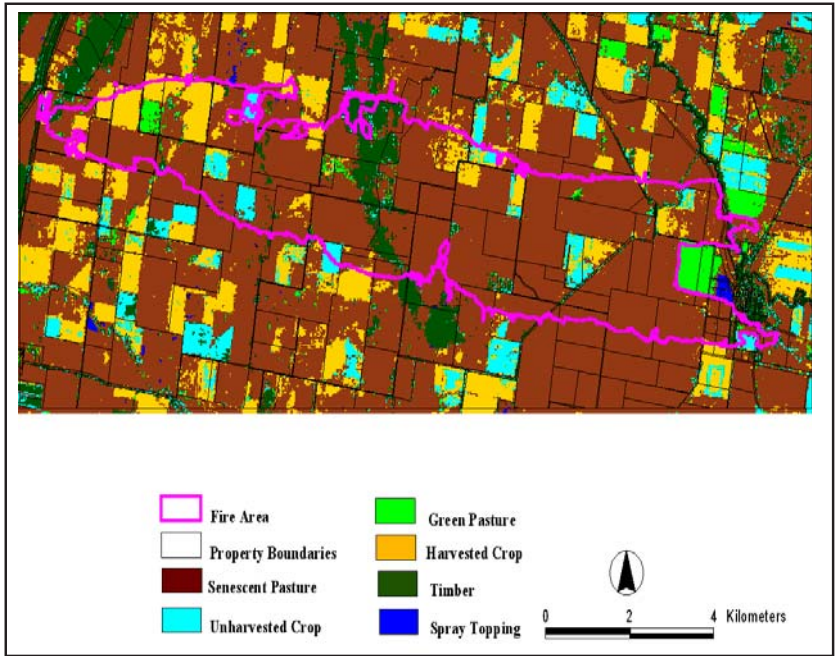 Fire Area
Property Boundaries
Senescent Pasture
Unharvested Crop
Green Pasture
Harvested Crop
Timber
Spray Topping
0 2 4 Kilometers